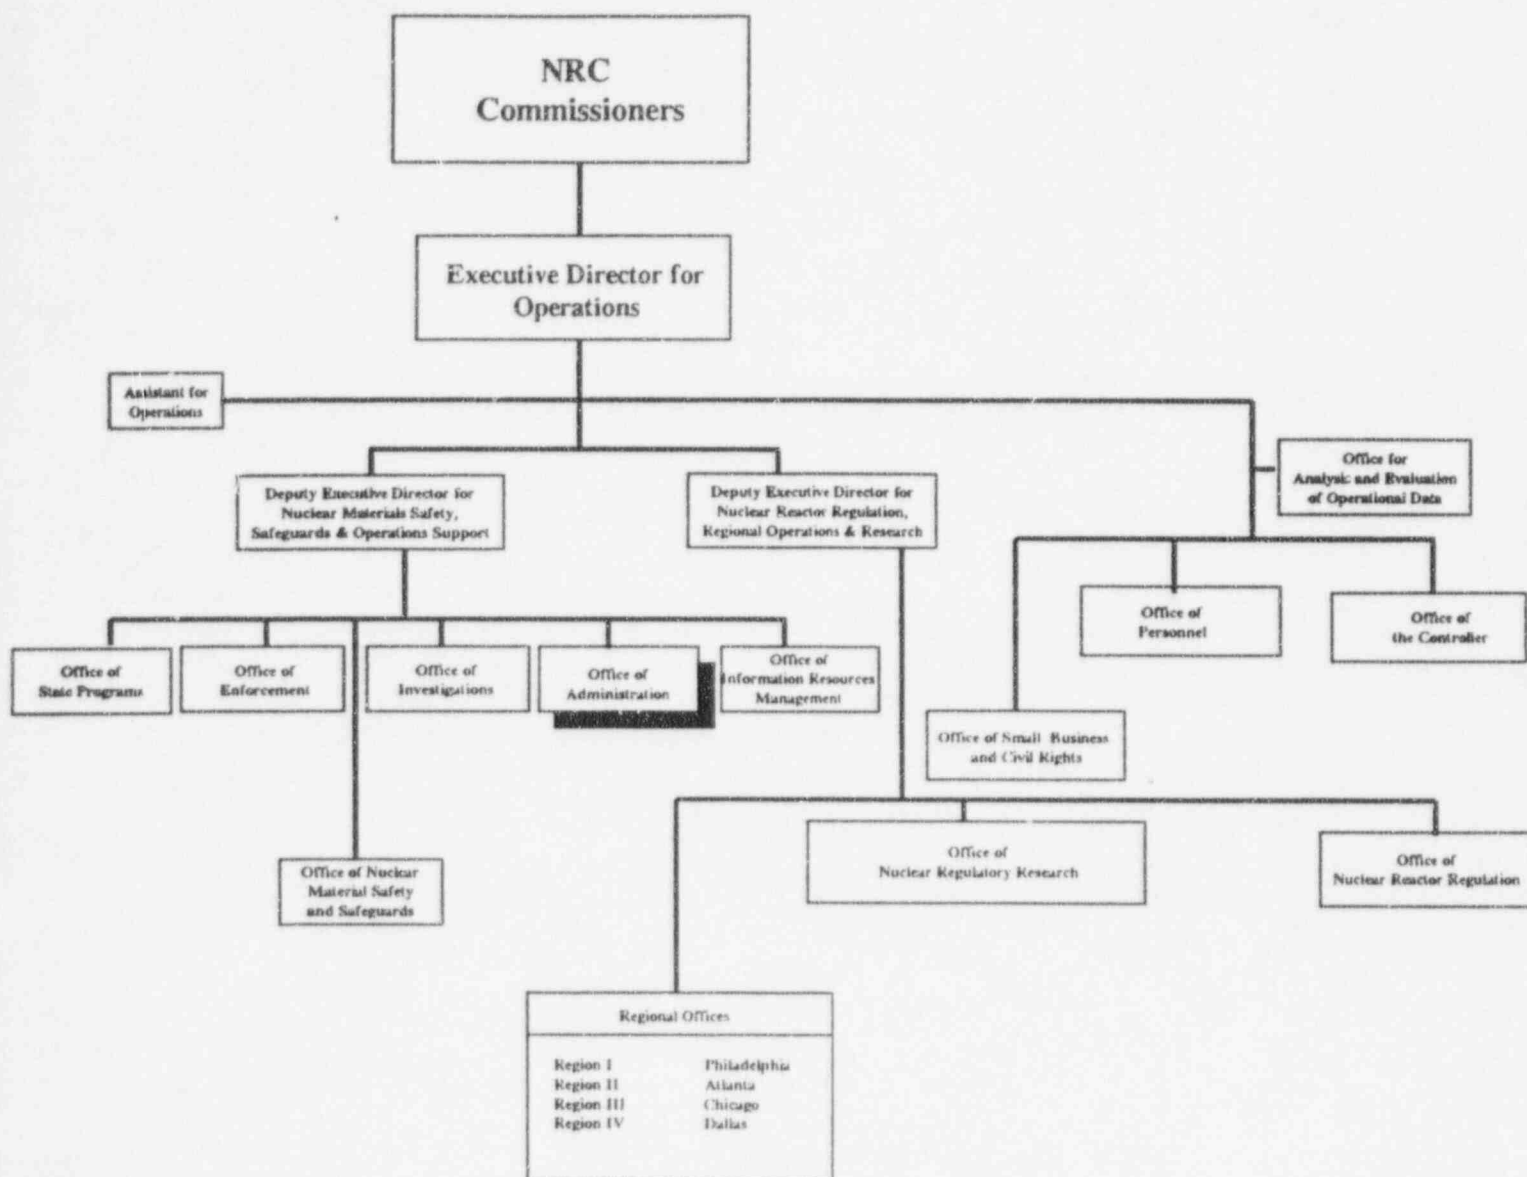 NRC
Commissioners
Executive Director for
Operations
Assistant for
Operations
Office for
Analysis and Evaluation
of Operational Data
Deputy Executive Director for
Nuclear Materials Safety,
Safeguards & Operations Support
Deputy Executive Director for
Nuclear Reactor Regulation,
Regional Operations & Research
Office of
Personnel
Office of
the Controller
Office of
State Programs
Office of
Enforcement
Office of
Investigations
Office of
Administration
Office of
Information Resources
Management
Office of Small Business
and Civil Rights
Office of Nuclear
Material Safety
and Safeguards
Office of
Nuclear Regulatory Research
Office of
Nuclear Reactor Regulation
Regional Offices
Region I Philadelphia
Region II Atlanta
Region III Chicago
Region IV Dallas